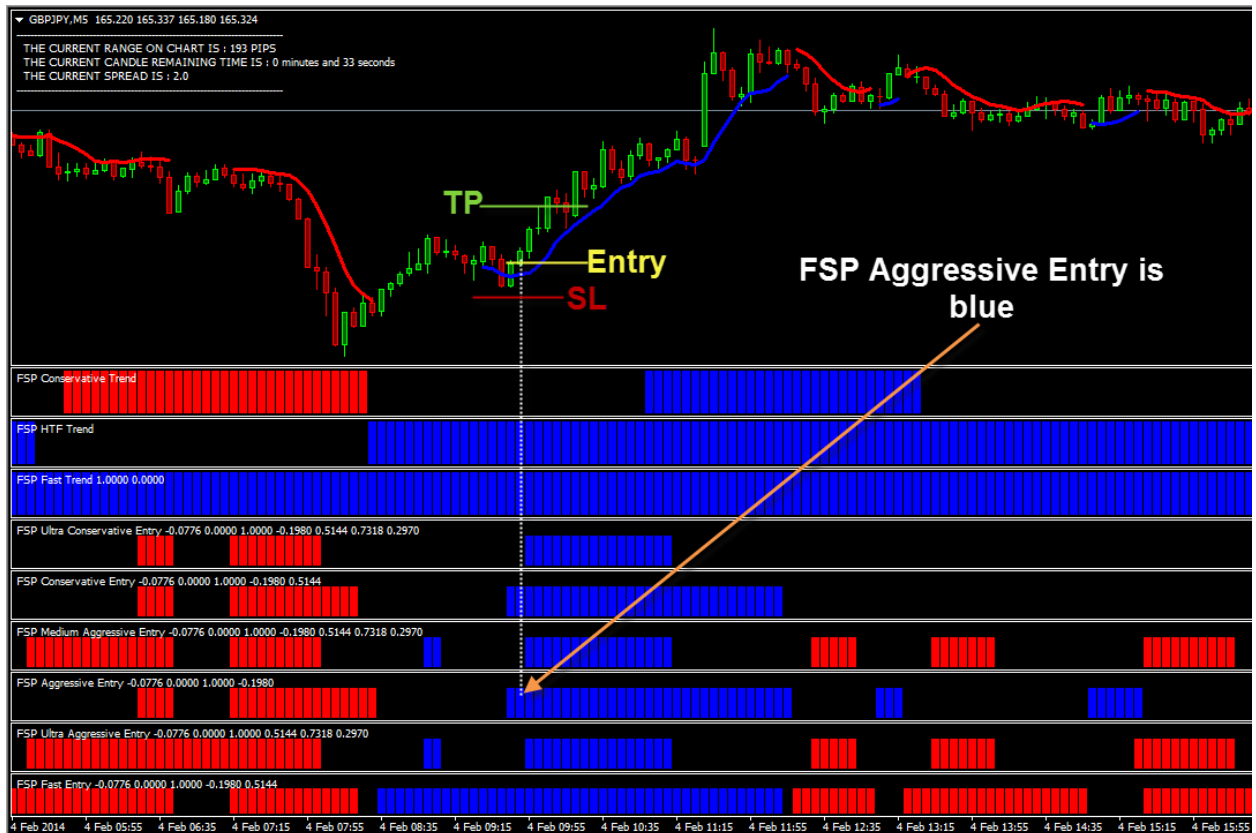 GBPJPY,M5 165.220 165.337 165.180 165.324
THE CURRENT RANGE ON CHART IS : 193 PIPS
THE CURRENT CANDLE REMAINING TIME IS : 0 minutes and 33 seconds
THE CURRENT SPREAD IS : 2.0
TP
Entry
SL
FSP Aggressive Entry is
blue
FSP Conservative Trend
FSP HTF Trend
FSP Fast Trend 1.0000 0.0000
FSP Ultra Conservative Entry -0.0776 0.0000 1.0000 -0.1980 0.5144 0.7318 0.2970
FSP Conservative Entry -0.0776 0.0000 1.0000 -0.1980 0.5144
FSP Medium Aggressive Entry -0.0776 0.0000 1.0000 -0.1980 0.5144 0.7318 0.2970
FSP Aggressive Entry -0.0776 0.0000 1.0000 -0.1980
FSP Ultra Aggressive Entry -0.0776 0.0000 1.0000 0.5144 0.7318 0.2970
FSP Fast Entry -0.0776 0.0000 1.0000 -0.1980 0.5144
4 Feb 2014 4 Feb 05:55 4 Feb 06:35 4 Feb 07:15 4 Feb 07:55 4 Feb 08:35 4 Feb 09:15 4 Feb 09:55 4 Feb 10:35 4 Feb 11:15 4 Feb 11:55 4 Feb 12:35 4 Feb 13:15 4 Feb 13:55 4 Feb 14:35 4 Feb 15:15 4 Feb 15:55